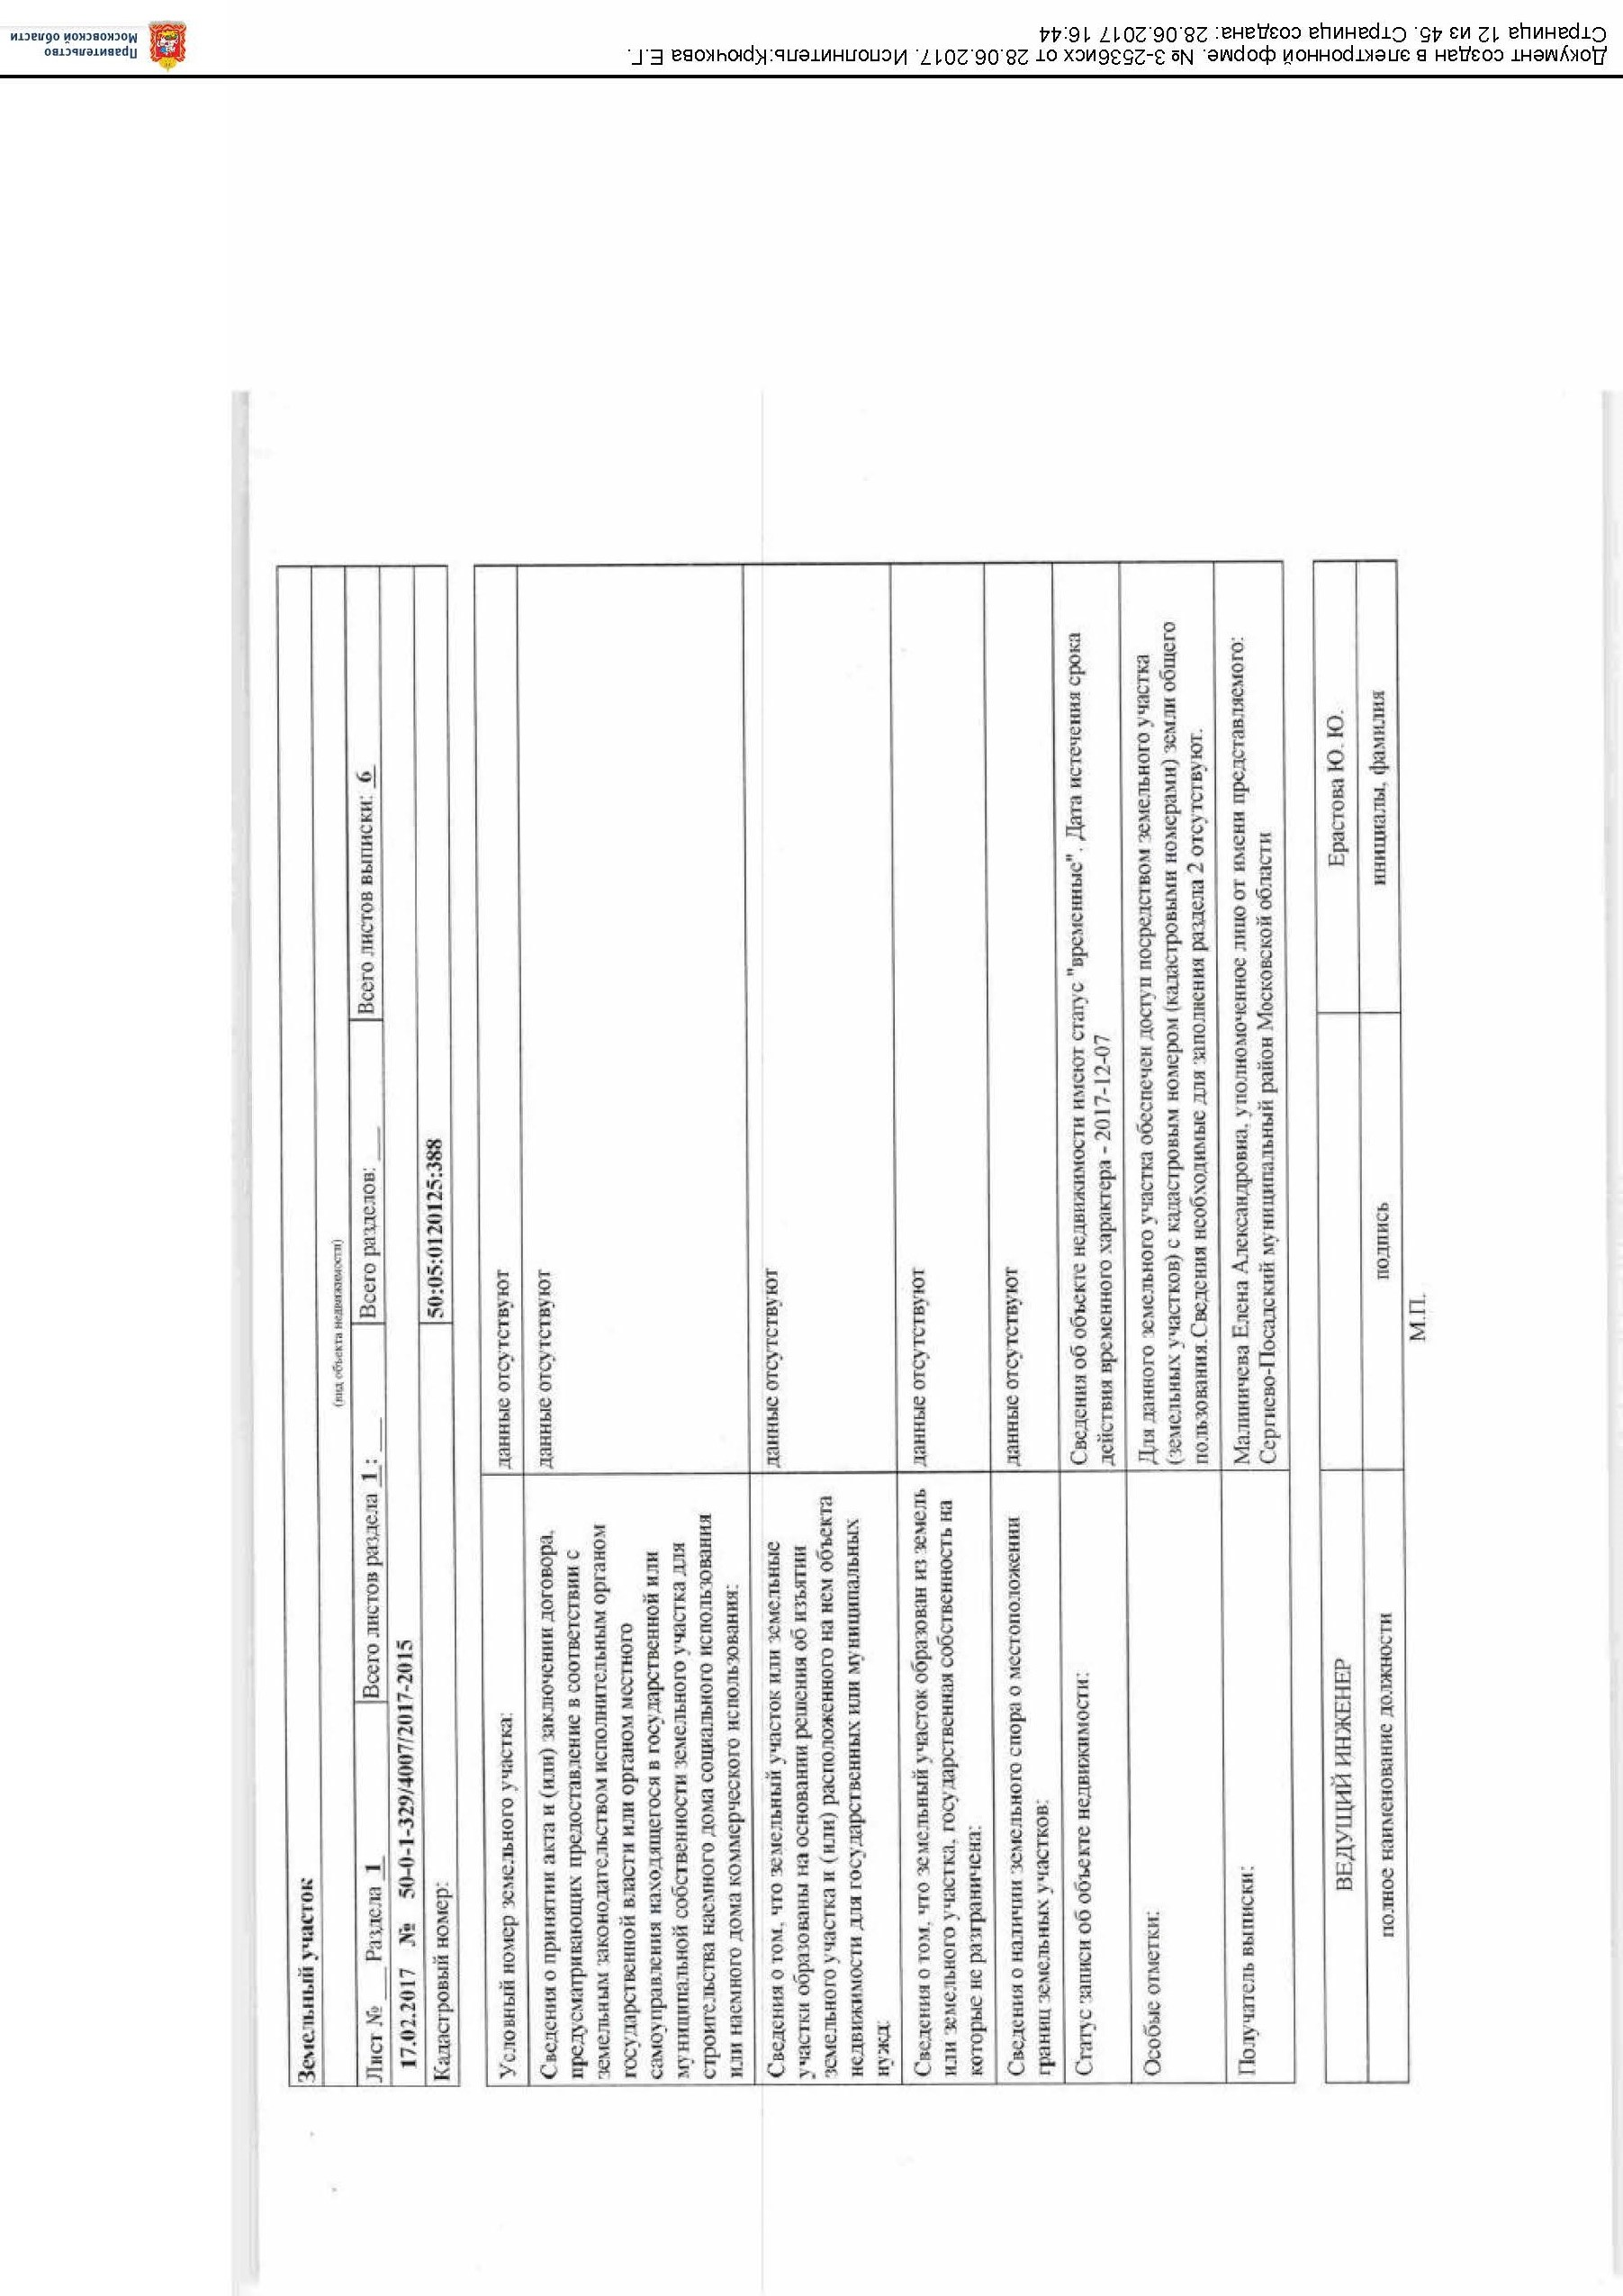 Документ создан в электронной форме. № 3-2536исх от 28.06.2017. Исполнитель:Крючкова Е.Г.
Страница 12 из 45. Страница создана: 28.06.2017 16:44
Правительство
Московской области
Земельный участок
(вид объекта недвижимости)
Лист № ___ Раздела 1 Всего листов раздела 1 : ___ Всего разделов: ___ Всего листов выписки: 6
17.02.2017 № 50-0-1-329/4007/2017-2015
Кадастровый номер: 50:05:0120125:388
Условный номер земельного участка: данные отсутствуют
Сведения о принятии акта и (или) заключении договора, данные отсутствуют
предусматривающих предоставление в соответствии с
земельным законодательством исполнительным органом
государственной власти или органом местного
самоуправления находящегося в государственной или
муниципальной собственности земельного участка для
строительства наемного дома социального использования
или наемного дома коммерческого использования:
Сведения о том, что земельный участок или земельные данные отсутствуют
участки образованы на основании решения об изъятии
земельного участка и (или) расположенного на нем объекта
недвижимости для государственных или муниципальных
нужд:
Сведения о том, что земельный участок образован из земель данные отсутствуют
или земельного участка, государственная собственность на
которые не разграничена:
Сведения о наличии земельного спора о местоположении данные отсутствуют
границ земельных участков:
Статус записи об объекте недвижимости: Сведения об объекте недвижимости имеют статус "временные". Дата истечения срока
действия временного характера - 2017-12-07
Особые отметки: Для данного земельного участка обеспечен доступ посредством земельного участка
(земельных участков) с кадастровым номером (кадастровыми номерами) земли общего
пользования.Сведения необходимые для заполнения раздела 2 отсутствуют.
Получатель выписки: Малиничева Елена Александровна, уполномоченное лицо от имени представляемого:
Сергиево-Посадский муниципальный район Московской области
ВЕДУЩИЙ ИНЖЕНЕР Ерастова Ю. Ю.
полное наименование должности подпись инициалы, фамилия
М.П.